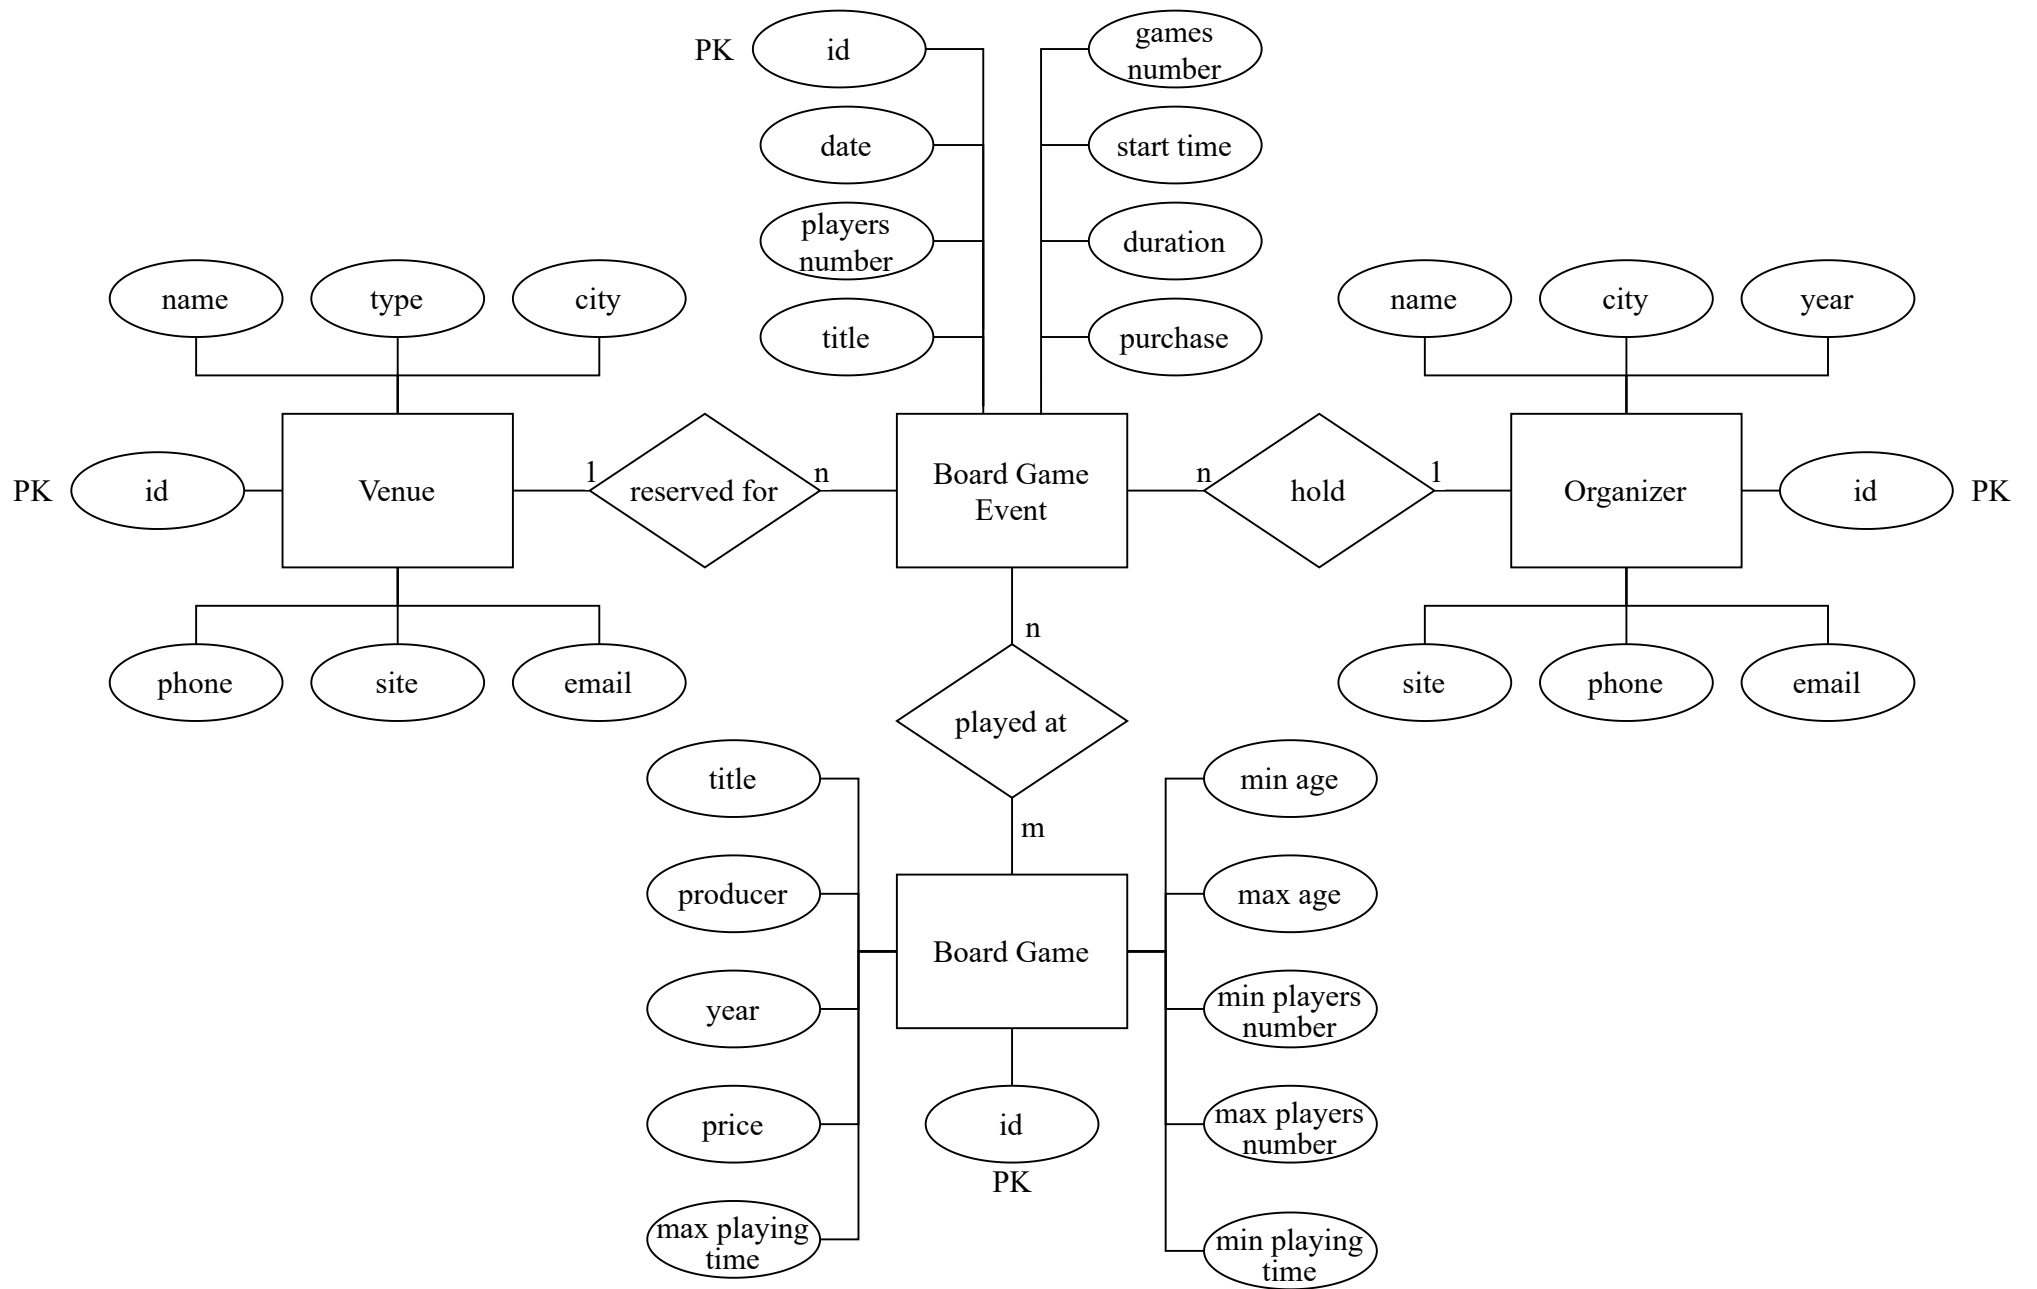 PK
id
games
number
date
start time
players
number
duration
title
purchase
name
type
city
name
city
year
PK
id
Venue
1
reserved for
n
Board Game
Event
n
hold
1
Organizer
id
PK
phone
site
email
n
site
phone
email
played at
m
title
min age
producer
max age
Board Game
year
min players
number
price
id
max players
number
PK
max playing
time
min playing
time